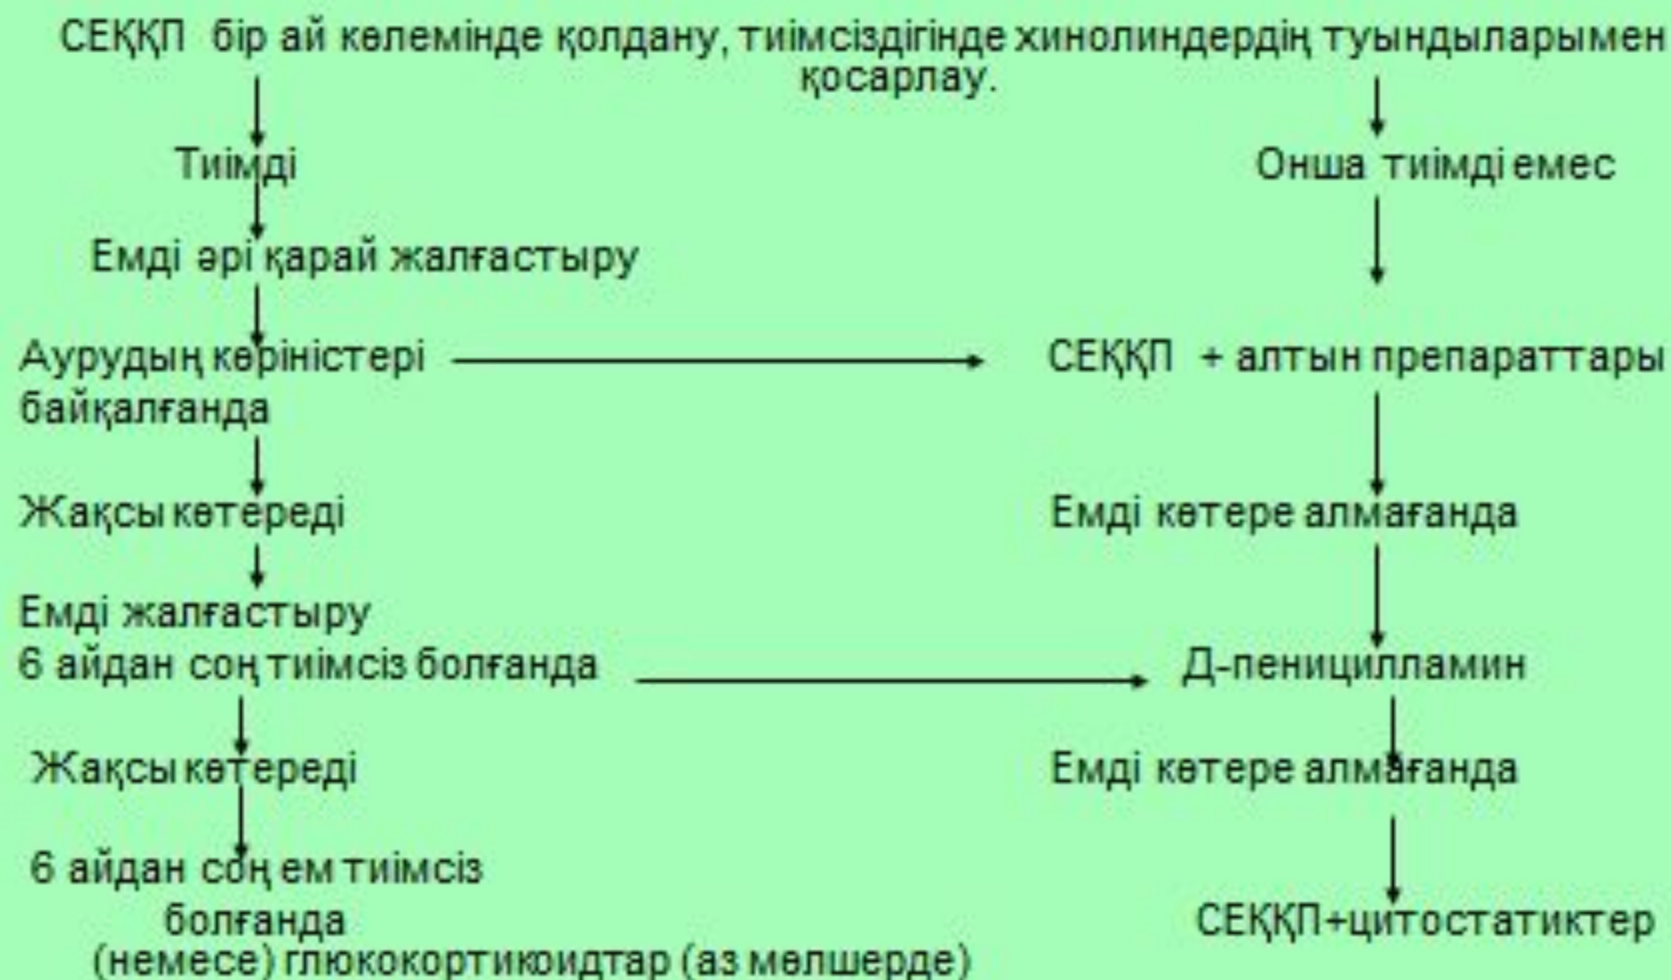 СЕҚҚП бір ай көлемінде қолдану, тиімсіздігінде хинолиндердің туындыларымен
қосарлау.
Тиімді
Онша тиімді емес
Емді әрі қарай жалғастыру
Аурудың көріністері
байқалғанда
СЕҚҚП + алтын препараттары
Жақсы көтереді
Емді көтере алмағанда
Емді жалғастыру
6 айдан соң тиімсіз болғанда
Д-пеницилламин
Жақсы көтереді
Емді көтере алмағанда
6 айдан соң ем тиімсіз
болғанда
СЕҚҚП+цитостатиктер
(немесе) глюкокортикоидтар (аз мөлшерде)